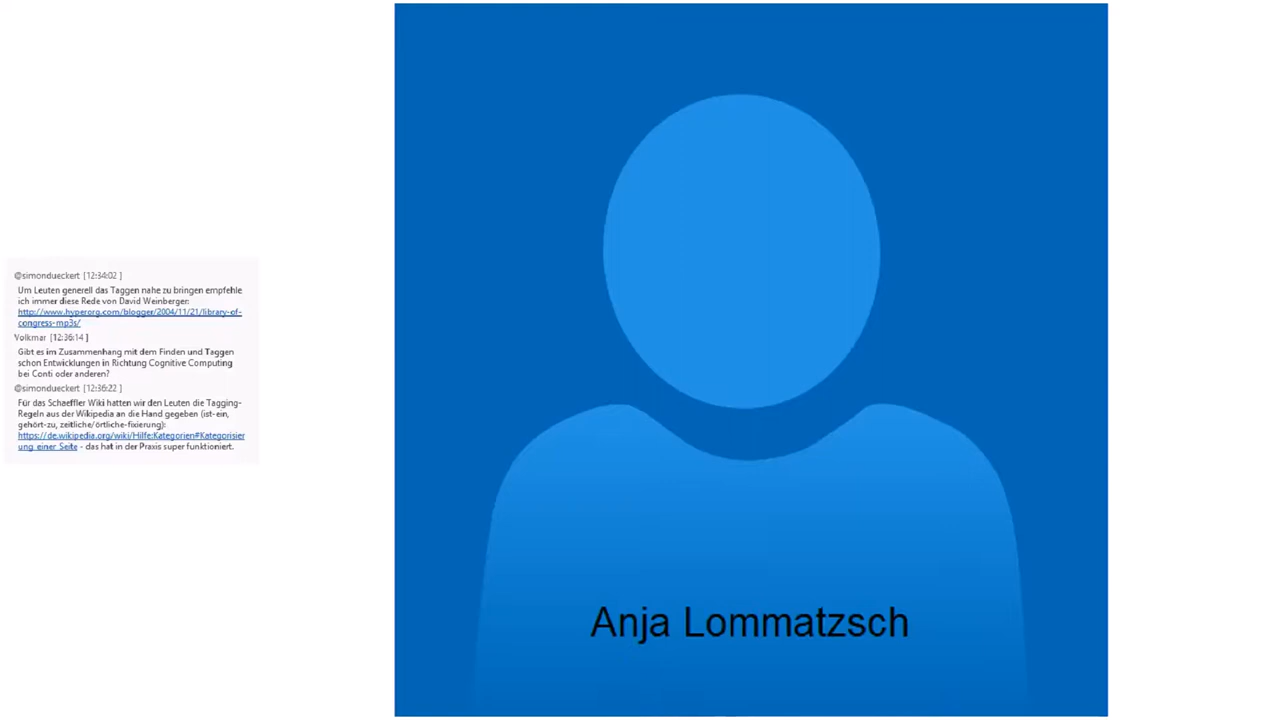 @simondueckert [12:34:02 ]
Um Leuten generell das Taggen nahe zu bringen empfehle
ich immer diese Rede von David Weinberger:
http://www.hyperorg.com/blogger/2004/11/21/library-of-
congress-mp3s/
Volkmar [12:36:14 ]
Gibt es im Zusammenhang mit dem Finden und Taggen
schon Entwicklungen in Richtung Cognitive Computing
bei Conti oder anderen?
@simondueckert [12:36:22 ]
Für das Schaeffler Wiki hatten wir den Leuten die Tagging-
Regeln aus der Wikipedia an die Hand gegeben (ist-ein,
gehört-zu, zeitliche/örtliche-fixierung):
https://de.wikipedia.org/wiki/Hilfe:Kategorien#Kategorisier
ung_einer_Seite - das hat in der Praxis super funktioniert.
Anja Lommatzsch